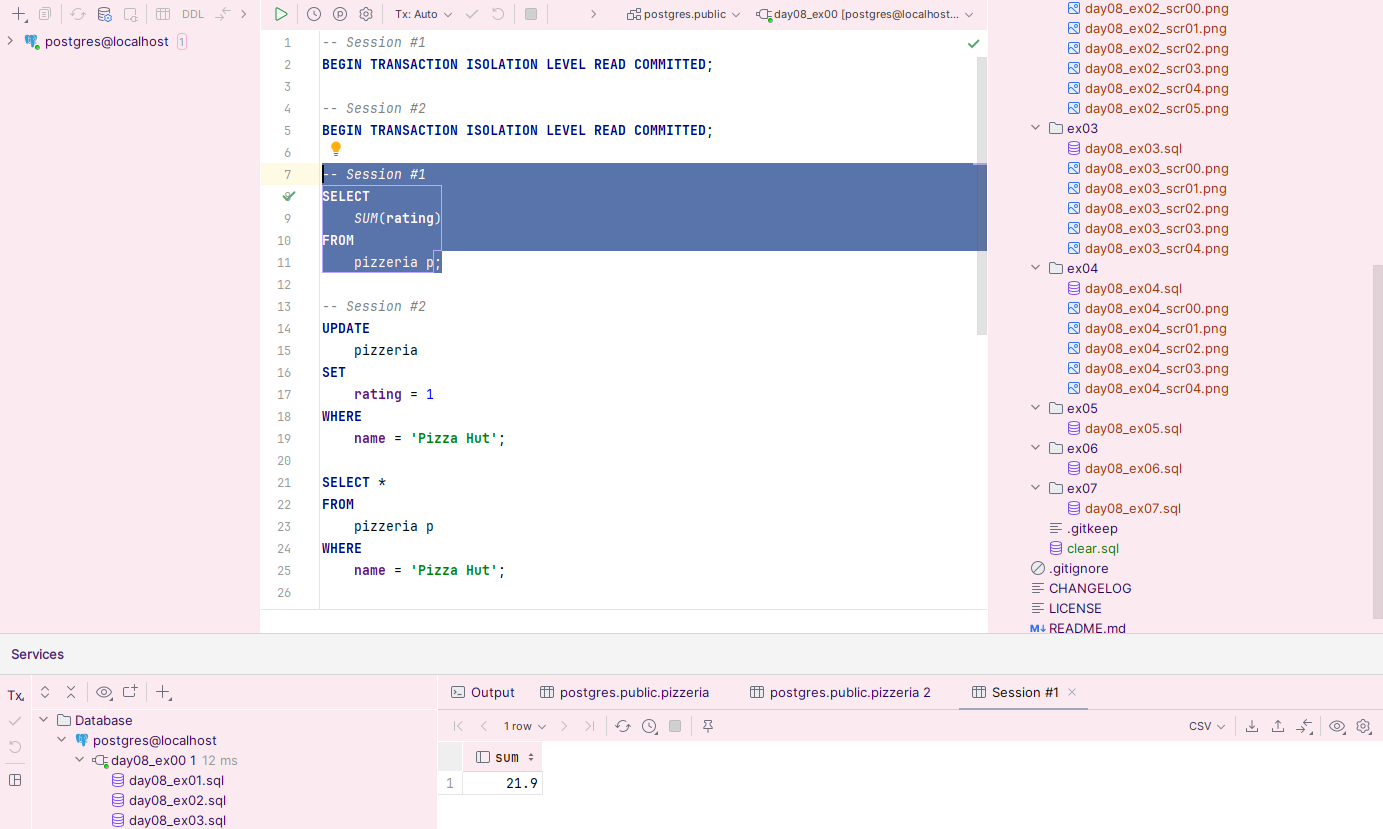 DDL
Tx: Auto
postgres.public
day08_ex00 [postgres@localhost...
postgres@localhost 1
1 -- Session #1
2 BEGIN TRANSACTION ISOLATION LEVEL READ COMMITTED;
3
4 -- Session #2
5 BEGIN TRANSACTION ISOLATION LEVEL READ COMMITTED;
6
7 -- Session #1
8 SELECT
9 SUM(rating)
10 FROM
11 pizzeria p;
12
13 -- Session #2
14 UPDATE
15 pizzeria
16 SET
17 rating = 1
18 WHERE
19 name = 'Pizza Hut';
20
21 SELECT *
22 FROM
23 pizzeria p
24 WHERE
25 name = 'Pizza Hut';
26
day08_ex02_scr00.png
day08_ex02_scr01.png
day08_ex02_scr02.png
day08_ex02_scr03.png
day08_ex02_scr04.png
day08_ex02_scr05.png
ex03
day08_ex03.sql
day08_ex03_scr00.png
day08_ex03_scr01.png
day08_ex03_scr02.png
day08_ex03_scr03.png
day08_ex03_scr04.png
ex04
day08_ex04.sql
day08_ex04_scr00.png
day08_ex04_scr01.png
day08_ex04_scr02.png
day08_ex04_scr03.png
day08_ex04_scr04.png
ex05
day08_ex05.sql
ex06
day08_ex06.sql
ex07
day08_ex07.sql
.gitkeep
clear.sql
.gitignore
CHANGELOG
LICENSE
M↓ README.md
Services
Tx
Database
postgres@localhost
day08_ex00 1 12 ms
day08_ex01.sql
day08_ex02.sql
day08_ex03.sql
Output
postgres.public.pizzeria
postgres.public.pizzeria 2
Session #1
1 row
CSV
sum
1 21.9